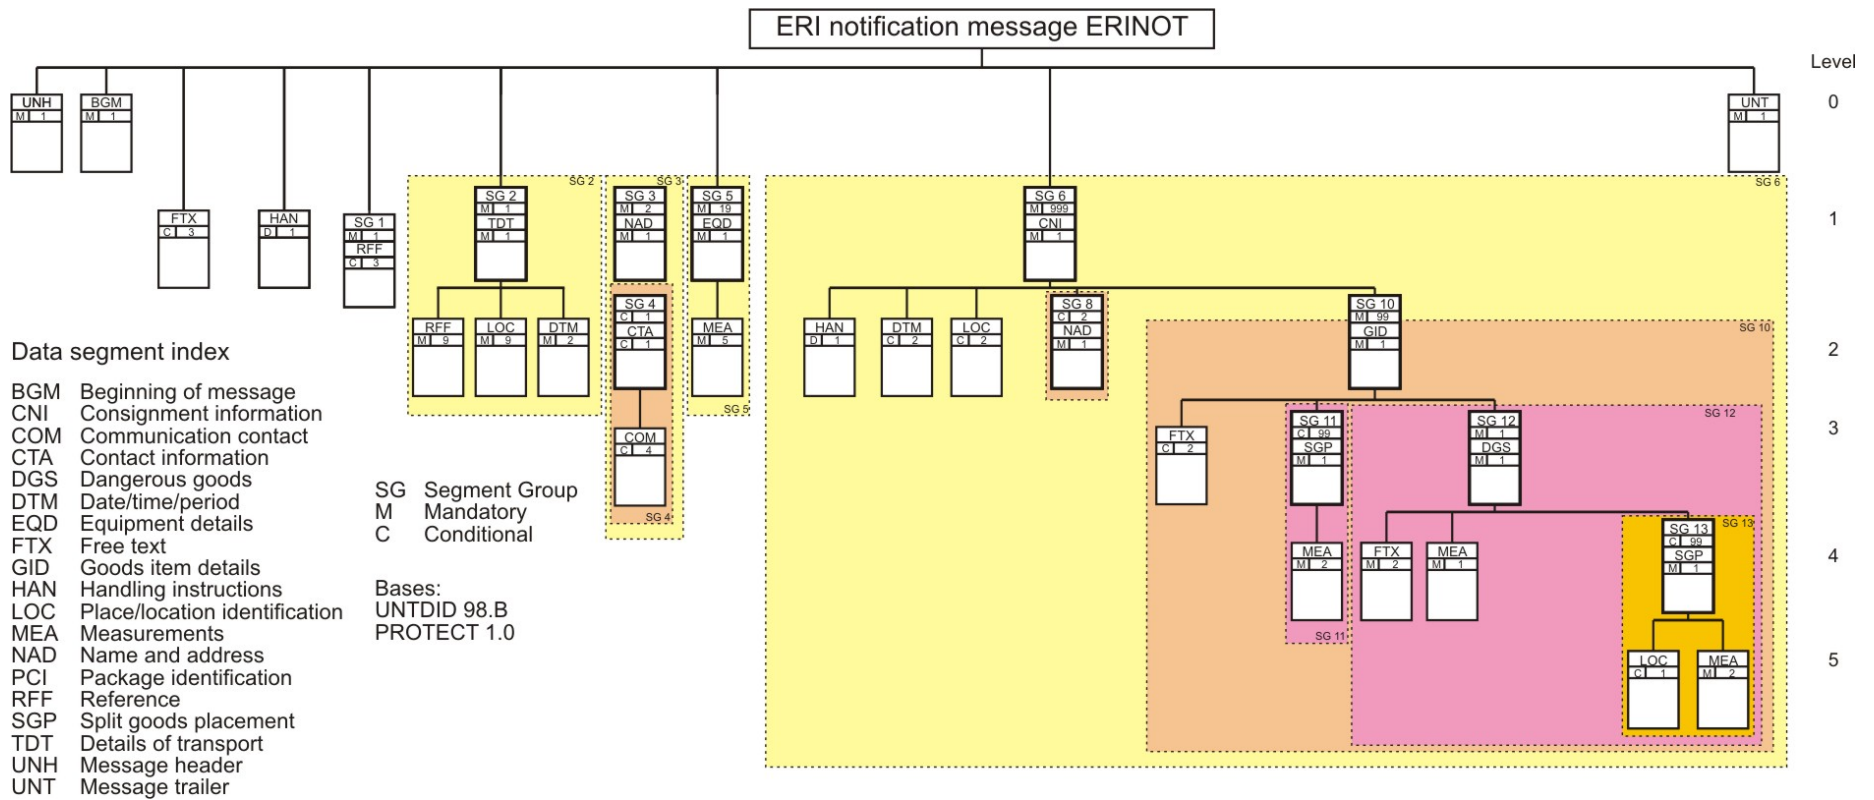 ERI notification message ERINOT
Level
UNH
M 1
BGM
M 1
UNT
M 1
0
FTX
C 3
HAN
D 1
SG 1
M 1
RFF
C 3
SG 2
SG 2
M 1
TDT
M 1
RFF
M 9
LOC
M 9
DTM
M 2
SG 3
SG 3
M 2
NAD
M 1
SG 4
C 1
CTA
C 1
COM
C 4
SG 4
SG 5
M 19
EQD
M 1
MEA
M 5
SG 5
SG 6
SG 6
M 999
CNI
M 1
1
HAN
D 1
DTM
C 2
LOC
C 2
SG 8
C 2
NAD
M 1
SG 10
M 99
GID
M 1
SG 10
2
FTX
C 2
SG 11
C 99
SGP
M 1
MEA
M 2
SG 11
SG 12
M 1
DGS
M 1
SG 12
3
FTX
M 2
MEA
M 1
SG 13
C 99
SGP
M 1
SG 13
4
LOC
C 1
MEA
M 2
5
Data segment index
BGM Beginning of message
CNI Consignment information
COM Communication contact
CTA Contact information
DGS Dangerous goods
DTM Date/time/period
EQD Equipment details
FTX Free text
GID Goods item details
HAN Handling instructions
LOC Place/location identification
MEA Measurements
NAD Name and address
PCI Package identification
RFF Reference
SGP Split goods placement
TDT Details of transport
UNH Message header
UNT Message trailer
SG Segment Group
M Mandatory
C Conditional
Bases:
UNTDID 98.B
PROTECT 1.0